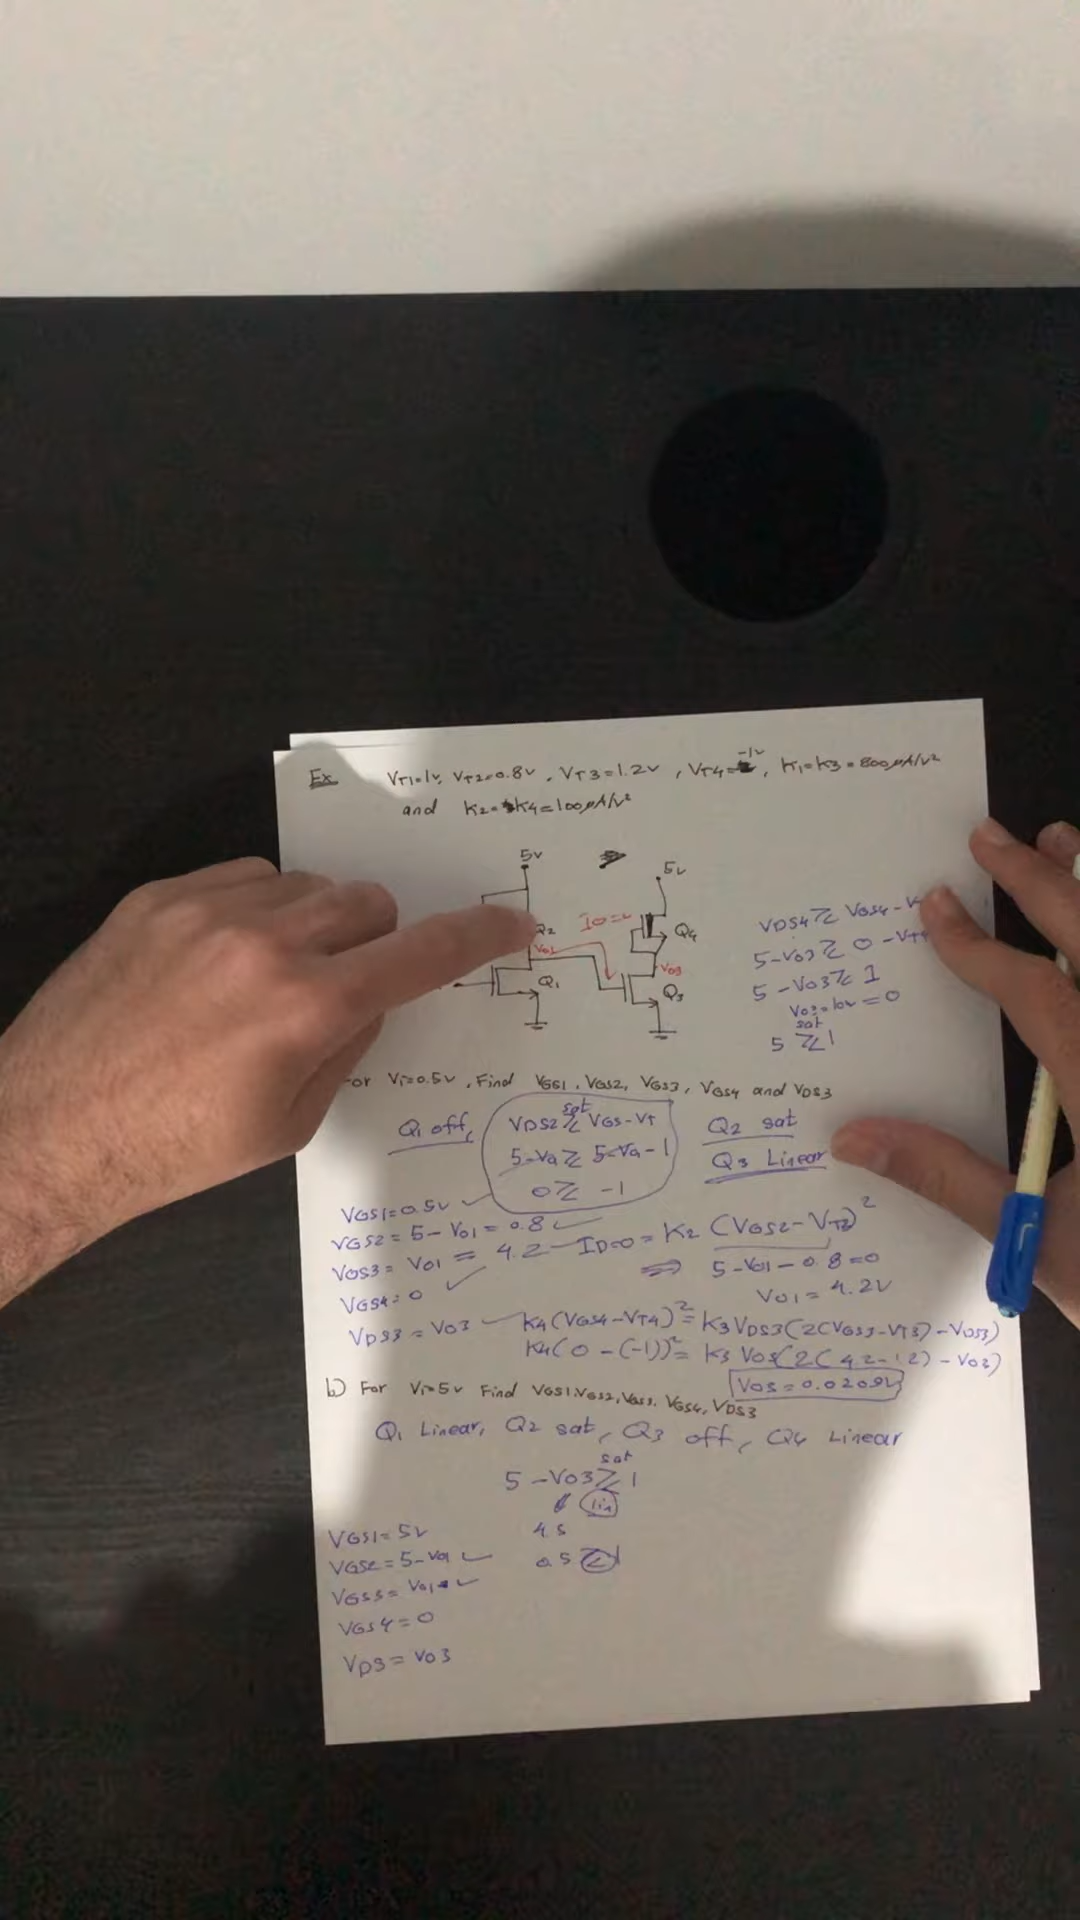 Ex VT1=1V, VT2=0.8V, VT3=1.2V, VT4=-1V, K1=K3=800μA/V²
and K2=K4=100μA/V²
5V
5V
Q2
ID=0
Q4
Vo1
Q1
Vo3
Q3
VDS4 ≥ VGS4-V
5-Vo3 ≥ 0-VT4
5-Vo3 ≥ 1
Vo3=low=0
sat
5 ≥ 1
For Vi=0.5V, Find VGS1, VGS2, VGS3, VGS4 and VDS3
Q1 off,
sat
VDS2 ≥ VGS-VT
5-Va ≥ 5-Va-1
0 ≥ -1
Q2 sat
Q3 Linear
VGS1=0.5V
VGS2=5-Vo1=0.8
VGS3=Vo1=4.2
VGS4=0
VDS3=Vo3
ID=0=K2(VGS2-VT2)²
⇒ 5-Vo1-0.8=0
Vo1=4.2V
K4(VGS4-VT4)²=K3VDS3(2(VGS3-VT3)-VDS3)
K4(0-(-1))²=K3Vo3(2(4.2-1.2)-Vo3)
Vo3=0.0209V
b) For Vi=5V Find VGS1,VGS2,VGS3,VGS4,VDS3
Q1 Linear, Q2 sat, Q3 off, Q4 Linear
sat
5-Vo3 ≥ 1
lin
4.5
0.5 ≥ 1
VGS1=5V
VGS2=5-Vo1
VGS3=Vo1
VGS4=0
VDS=Vo3